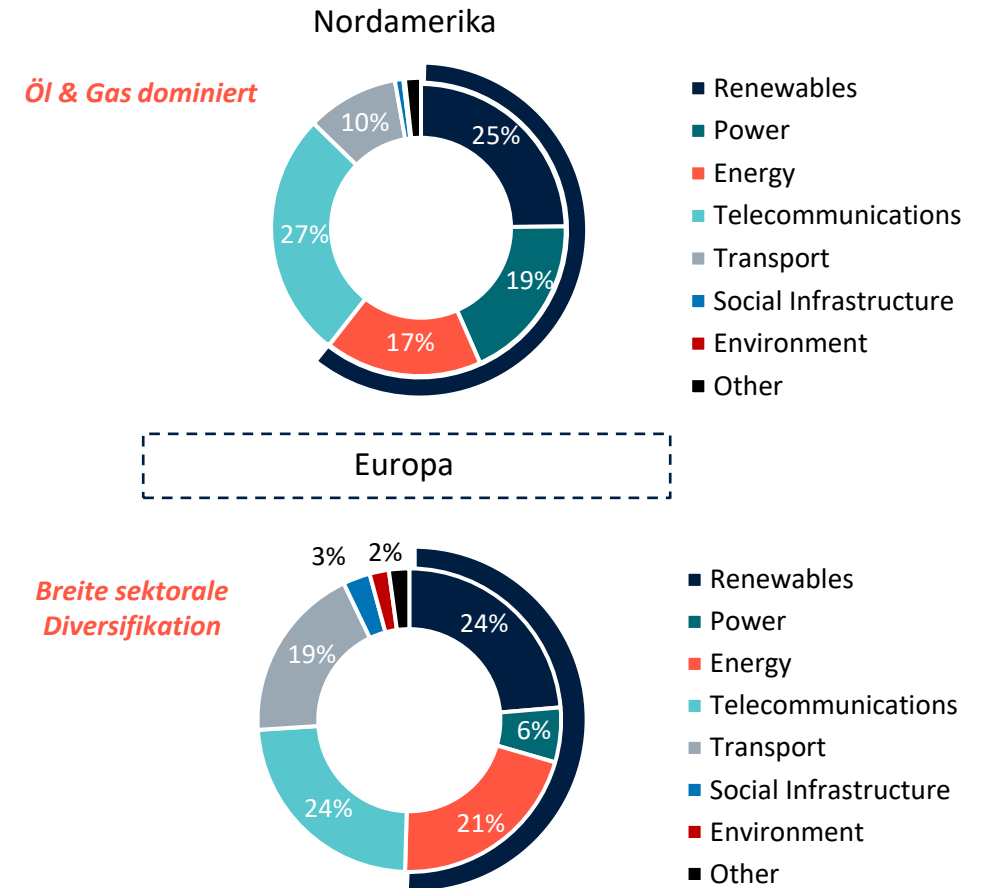 Nordamerika
Öl & Gas dominiert
25%
19%
17%
27%
10%
Renewables
Power
Energy
Telecommunications
Transport
Social Infrastructure
Environment
Other
Europa
Breite sektorale
Diversifikation
24%
6%
21%
24%
19%
3%
2%
Renewables
Power
Energy
Telecommunications
Transport
Social Infrastructure
Environment
Other